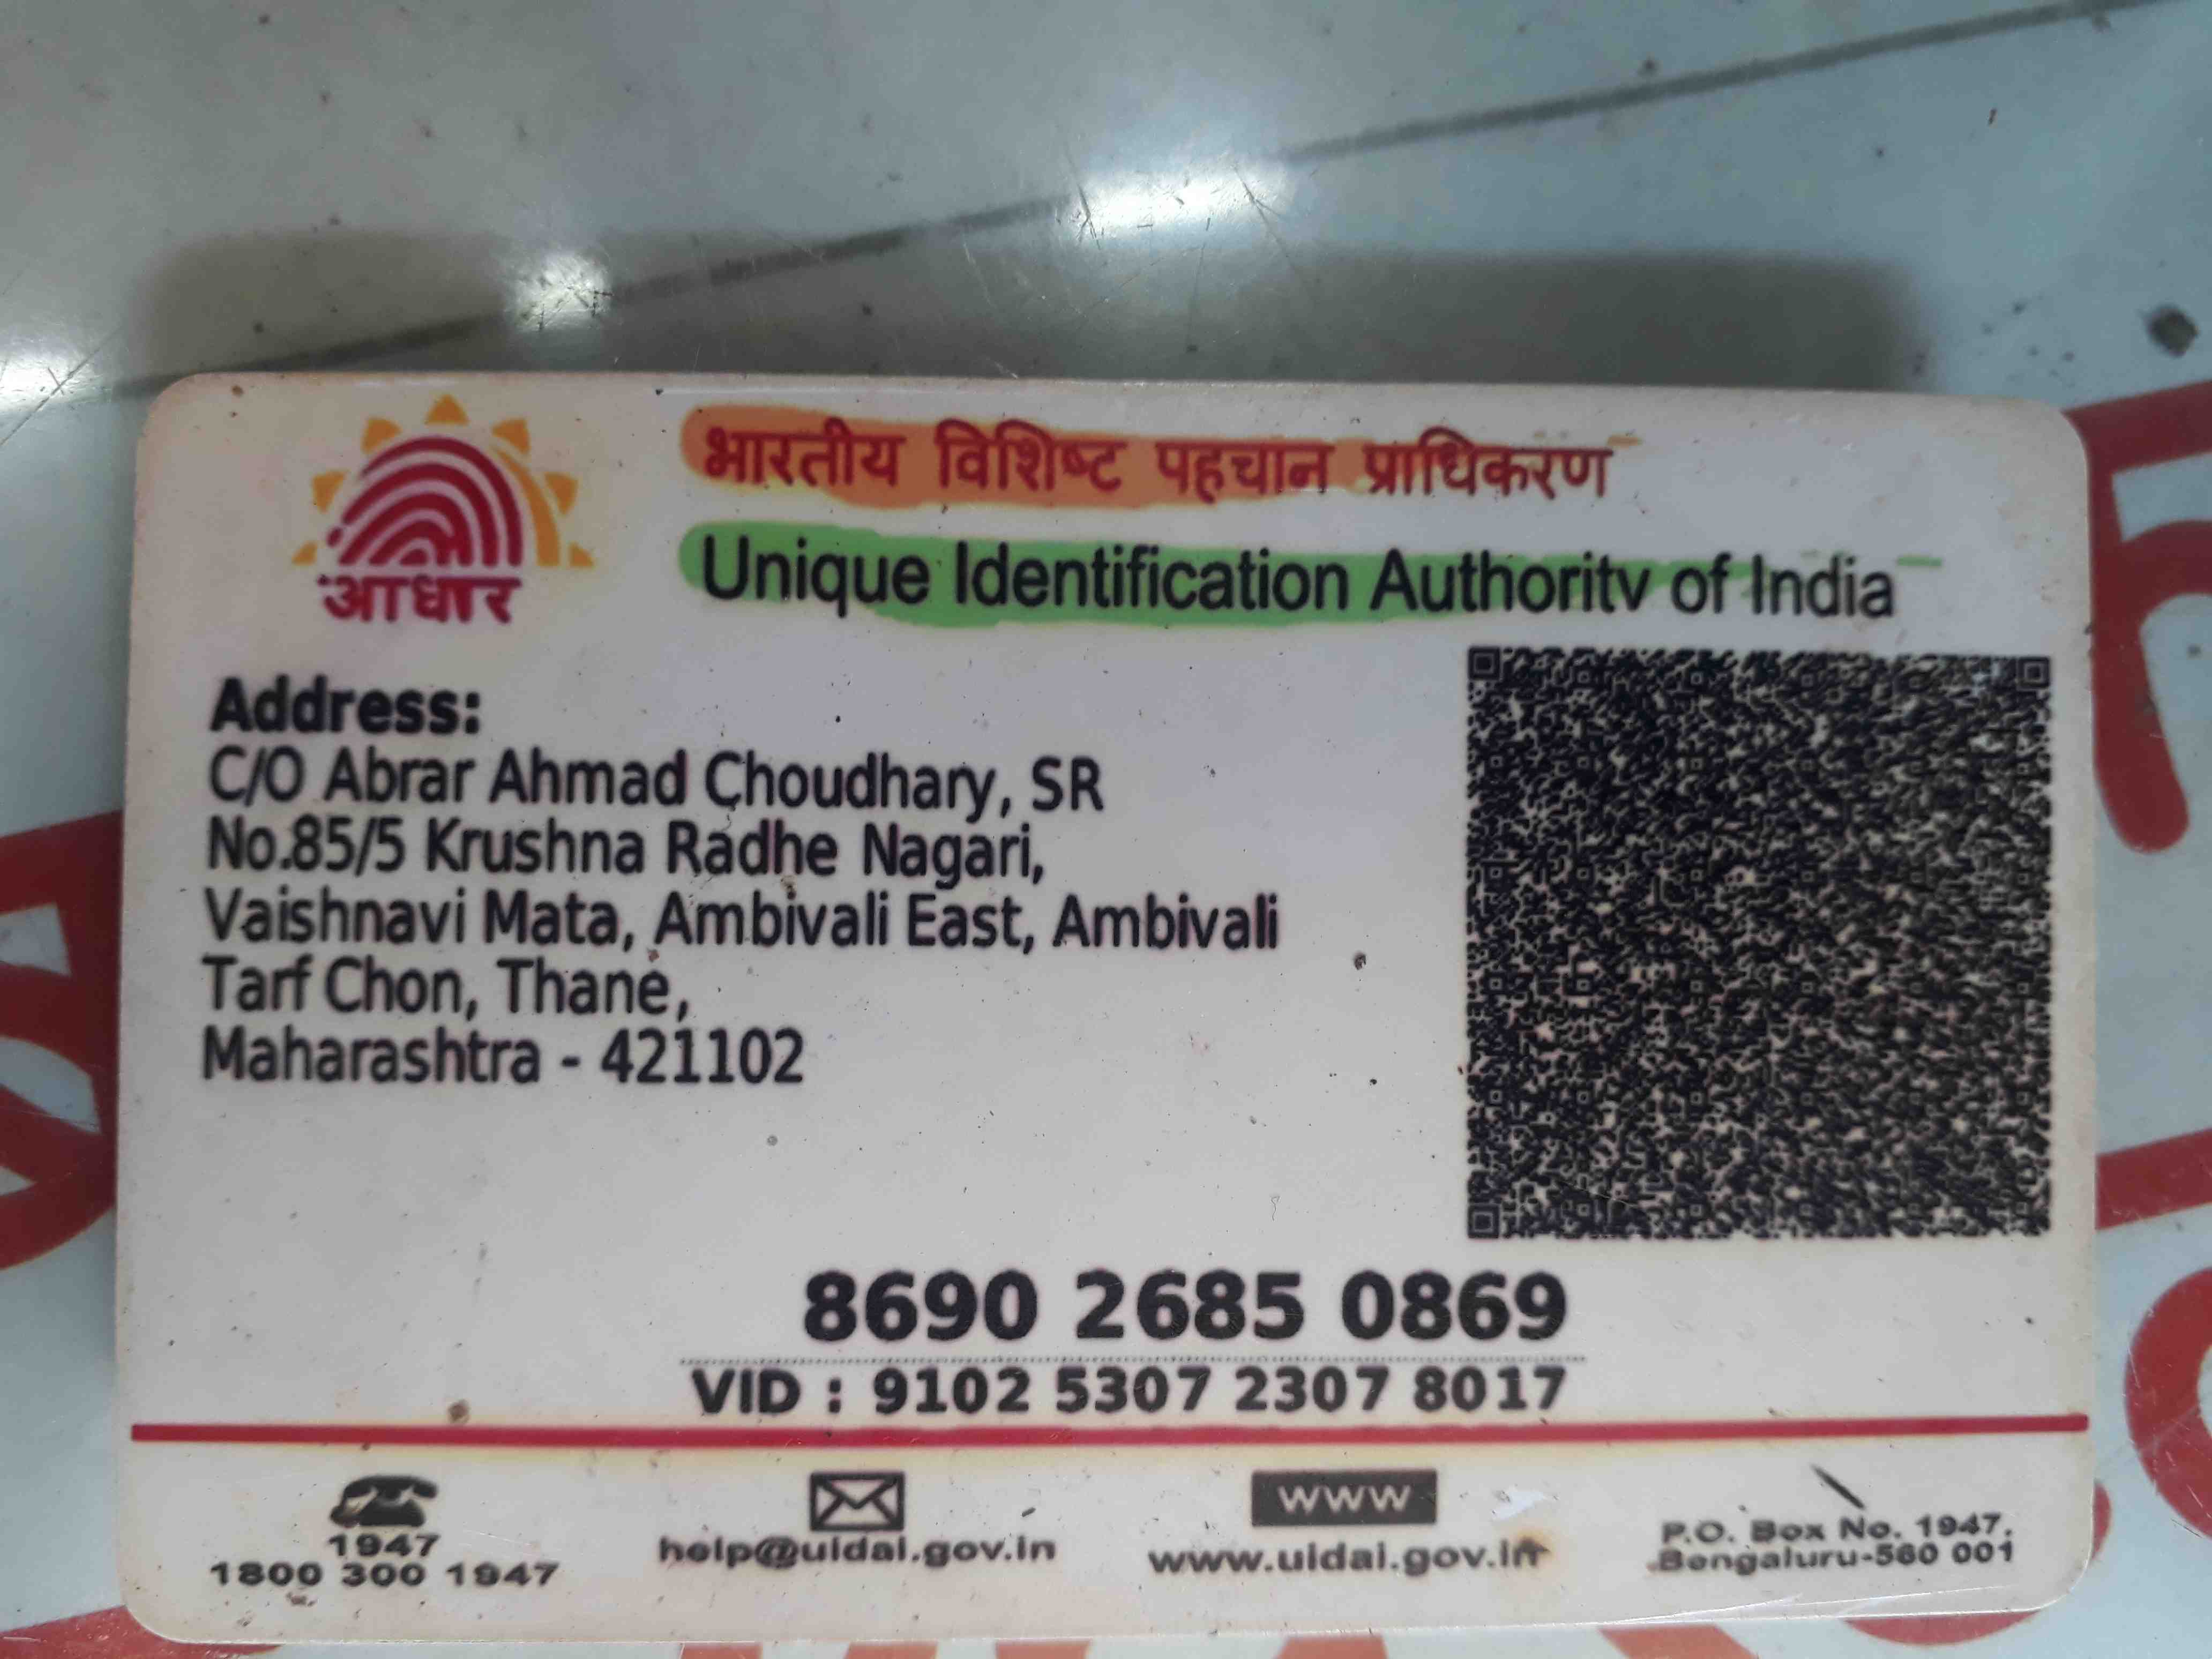 भारतीय विशिष्ट पहचान प्राधिकरण
Unique Identification Authority of India
आधार
Address:
C/O Abrar Ahmad Choudhary, SR
No.85/5 Krushna Radhe Nagari,
Vaishnavi Mata, Ambivali East, Ambivali
Tarf Chon, Thane,
Maharashtra - 421102
8690 2685 0869
VID : 9102 5307 2307 8017
1947
1800 300 1947
help@uidai.gov.in
www
www.uidai.gov.in
P.O. Box No. 1947,
Bengaluru-560 001